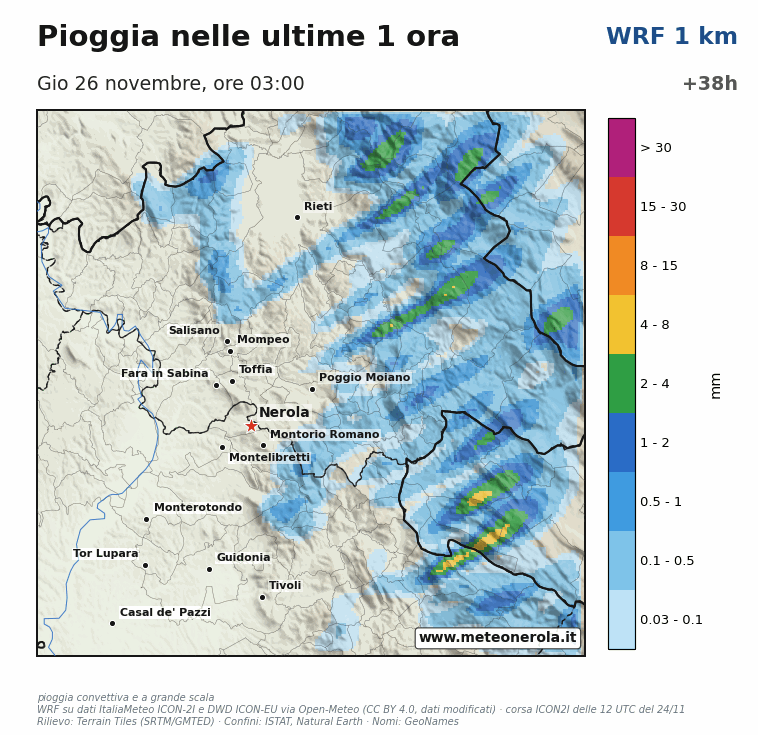 Pioggia nelle ultime 1 ora
WRF 1 km
Gio 26 novembre, ore 03:00
+38h
> 30
15 - 30
8 - 15
4 - 8
2 - 4
1 - 2
0.5 - 1
0.1 - 0.5
0.03 - 0.1
mm
Rieti
Salisano
Mompeo
Fara in Sabina
Toffia
Poggio Moiano
Nerola
Montorio Romano
Montelibretti
Monterotondo
Tor Lupara
Guidonia
Tivoli
Casal de' Pazzi
www.meteonerola.it
pioggia convettiva e a grande scala
WRF su dati ItaliaMeteo ICON-2I e DWD ICON-EU via Open-Meteo (CC BY 4.0, dati modificati) · corsa ICON2I delle 12 UTC del 24/11
Rilievo: Terrain Tiles (SRTM/GMTED) · Confini: ISTAT, Natural Earth · Nomi: GeoNames